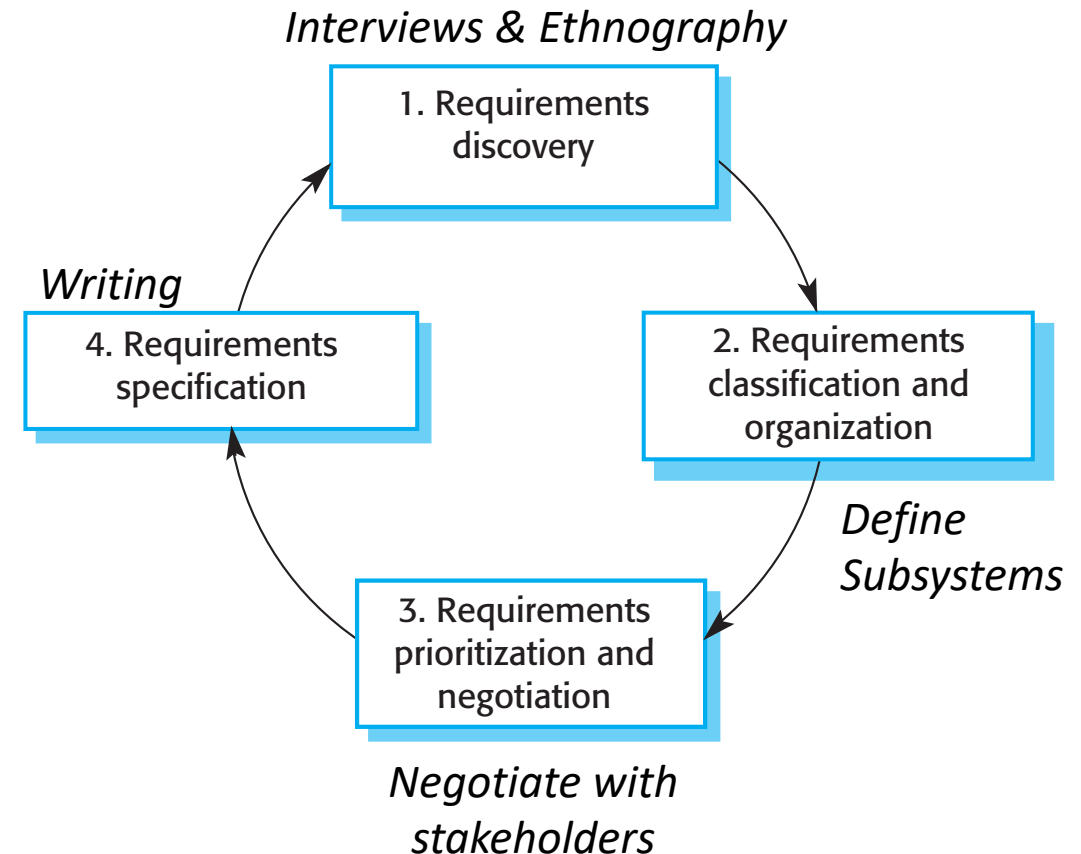 Interviews & Ethnography
1. Requirements
discovery
2. Requirements
classification and
organization
Define
Subsystems
3. Requirements
prioritization and
negotiation
Negotiate with
stakeholders
Writing
4. Requirements
specification